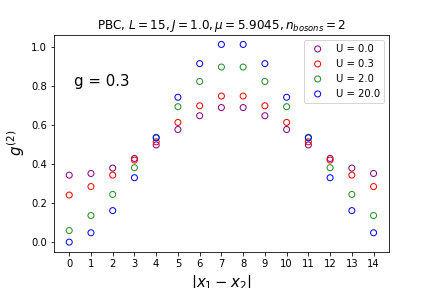 PBC, L = 15, J = 1.0, μ = 5.9045, n_bosons = 2
g = 0.3
U = 0.0
U = 0.3
U = 2.0
U = 20.0
g^(2)
1.0
0.8
0.6
0.4
0.2
0.0
0 1 2 3 4 5 6 7 8 9 10 11 12 13 14
|x₁ − x₂|